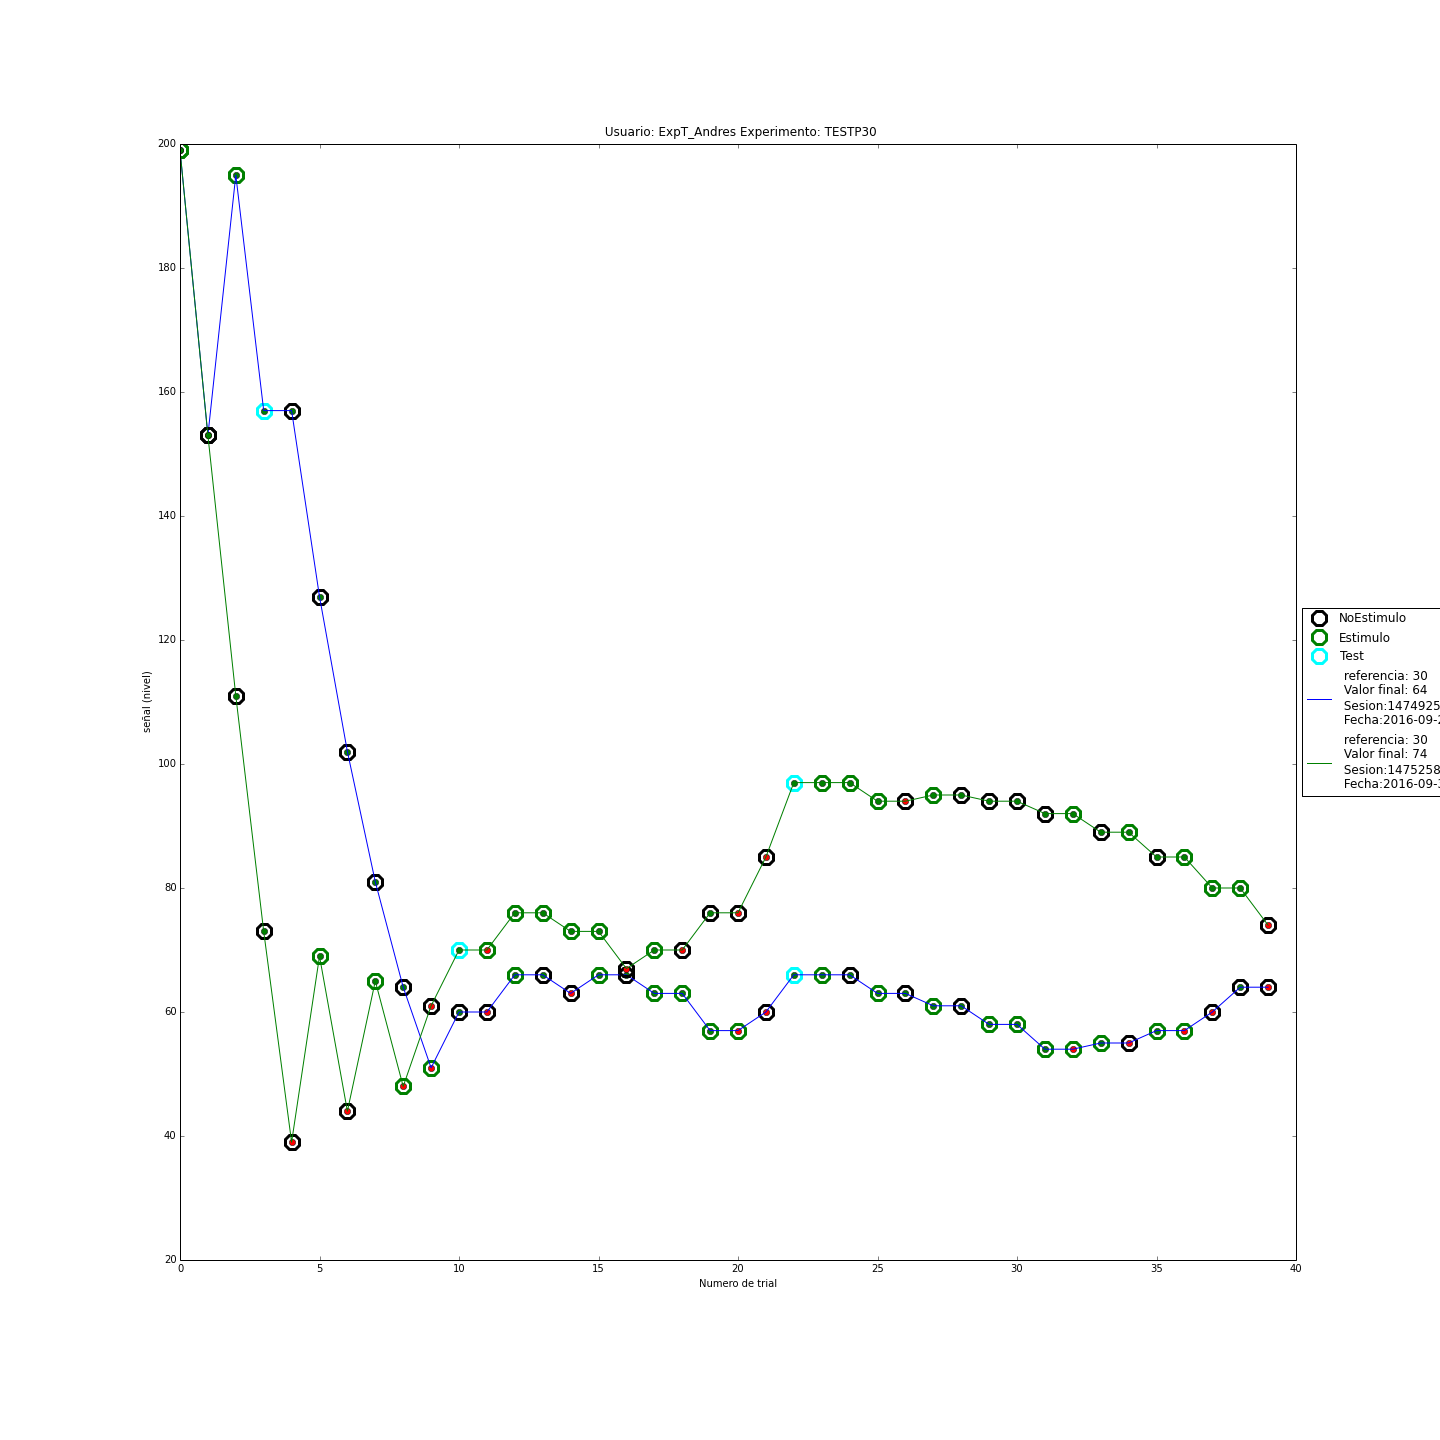 Usuario: ExpT_Andres Experimento: TESTP30
200
180
160
140
120
100
80
60
40
20
señal (nivel)
0 5 10 15 20 25 30 35 40
Numero de trial
NoEstimulo
Estimulo
Test
referencia: 30
Valor final: 64
Sesion:1474925
Fecha:2016-09-2
referencia: 30
Valor final: 74
Sesion:1475258
Fecha:2016-09-